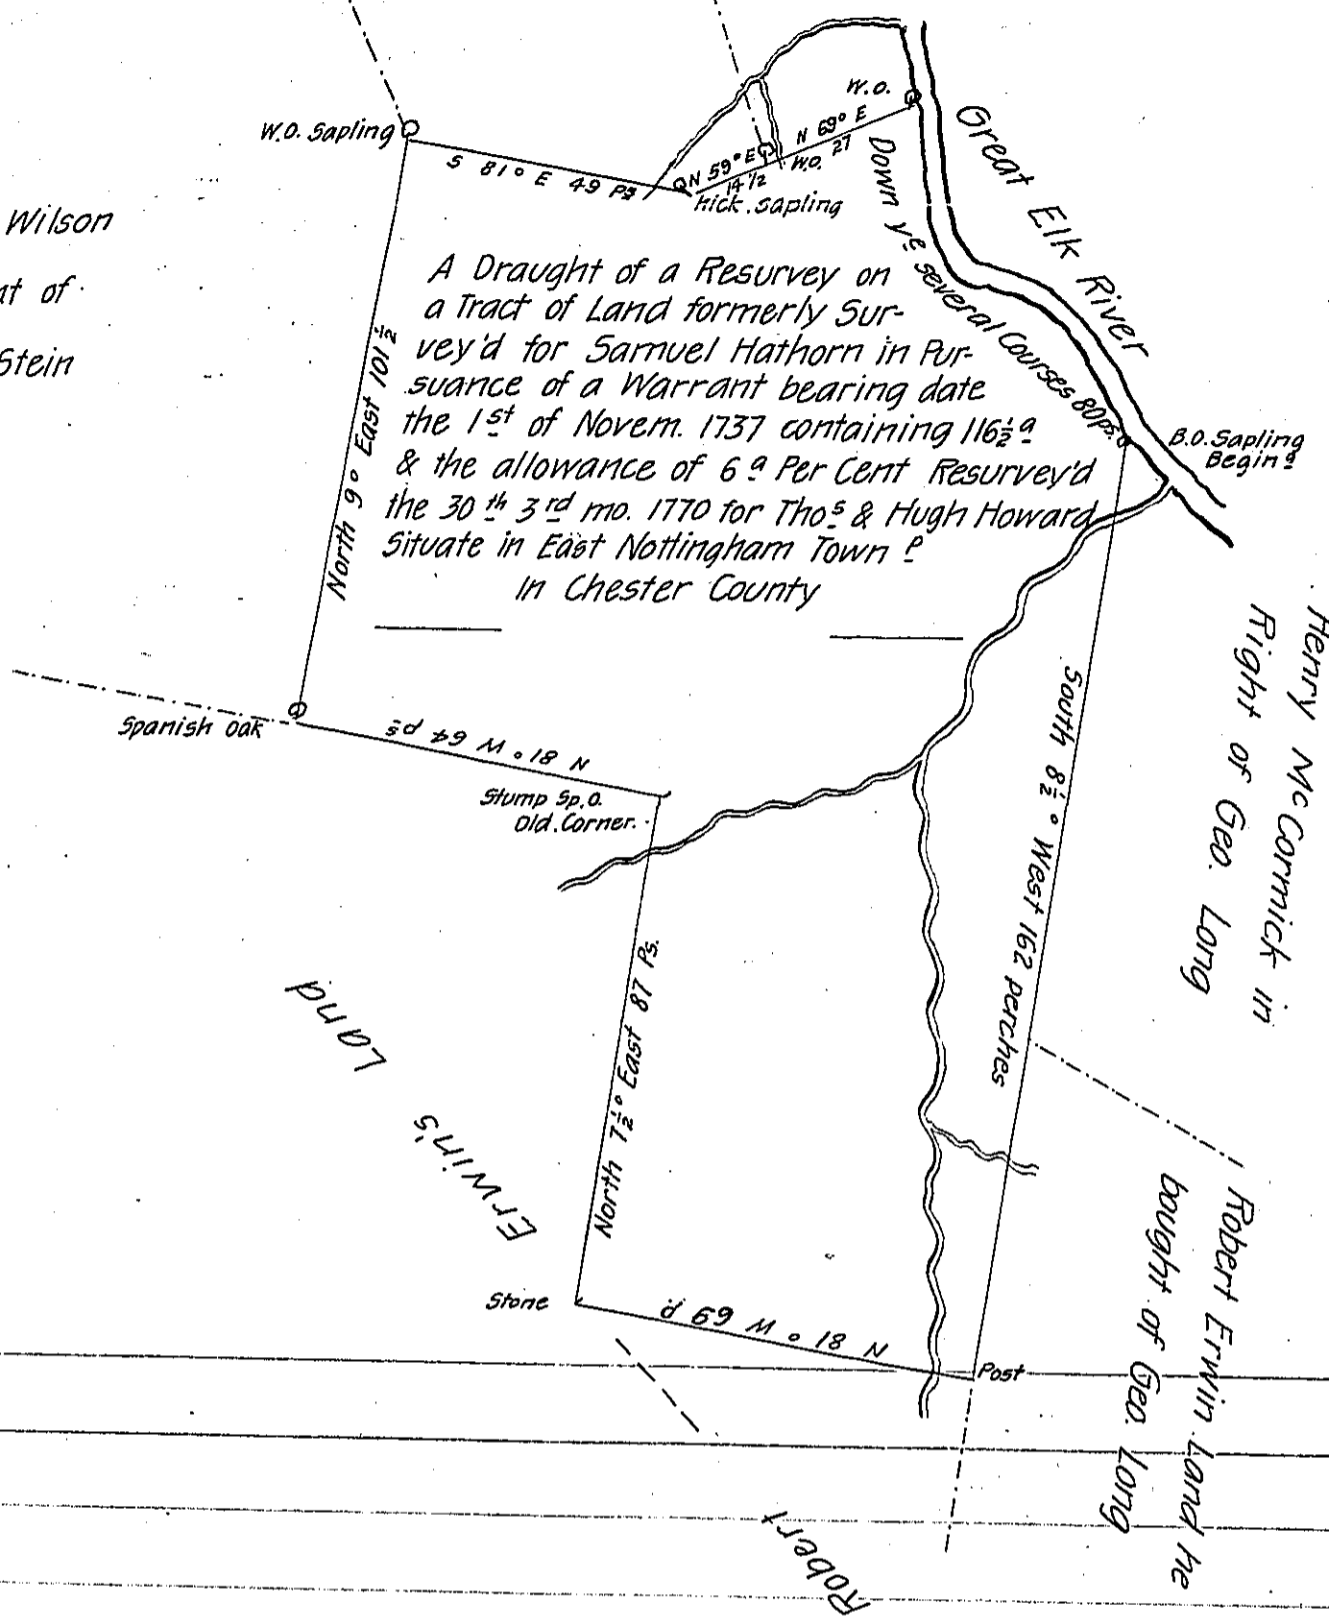 W.O. Sapling
S 81° E 49 Ps
N 59° E
14 1/2
hick. sapling
W.O.
N 69° E
27
W.O.
Great Elk River
Down yᵉ several Courses 80 ps.
B.O. Sapling
Beginᵍ
Wilson
nt of
Stein
North 9° East 101 1/2
A Draught of a Resurvey on
a Tract of Land formerly Sur-
vey'd for Samuel Hathorn in Pur-
suance of a Warrant bearing date
the 1st of Novem. 1737 containing 116 1/2 a
& the allowance of 6 a Per Cent Resurvey'd
the 30 th 3 rd mo. 1770 for Thoˢ & Hugh Howard
Situate in East Nottingham Town P
In Chester County
Henry McCormick in
Right of Geo. Long
Spanish oak
N 81° W 64 ps
Stump Sp.O.
Old.Corner.
South 8 1/2° West 162 perches
North 7 1/2° East 87 Ps.
Erwin's Land
Robert Erwin Land he
bought of Geo. Long
Stone
N 81° W 69 P.
Post
Robert